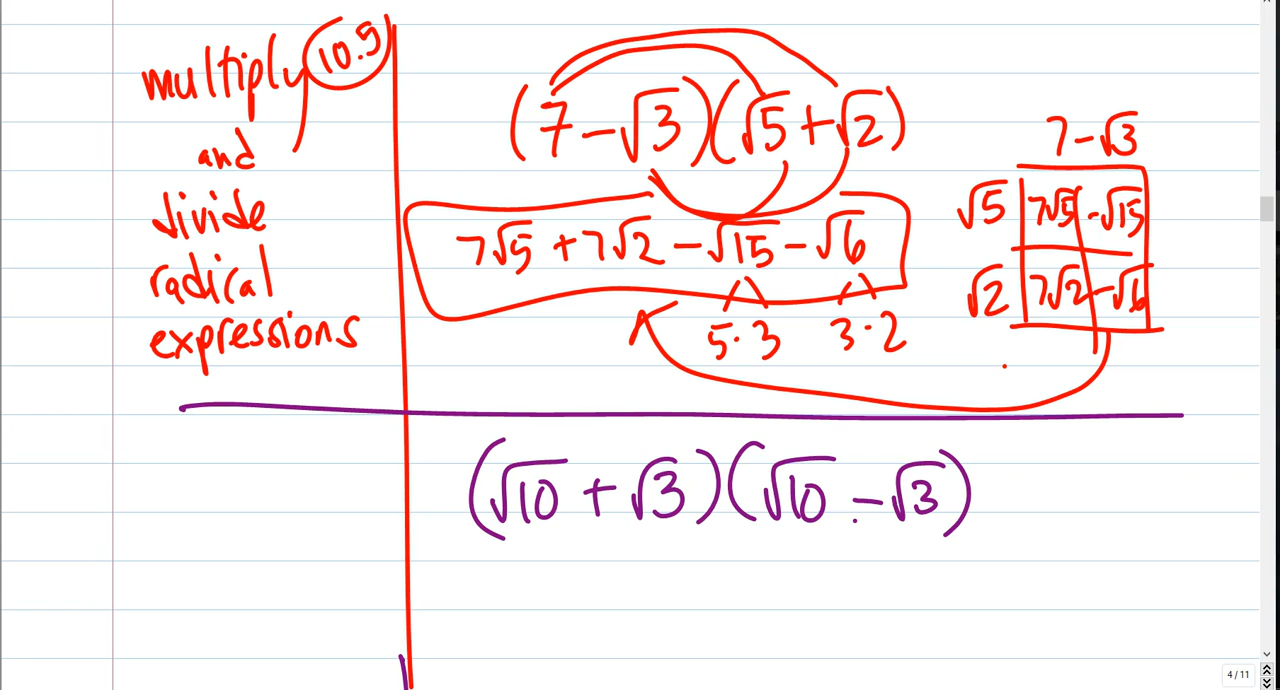 multiply 10.5
and
divide
radical
expressions
(7 - √3)(√5 + √2)
7√5 + 7√2 - √15 - √6
5·3 3·2
7 - √3
√5 7√5 -√15
√2 7√2 -√6
(√10 + √3)(√10 - √3)
4 / 11